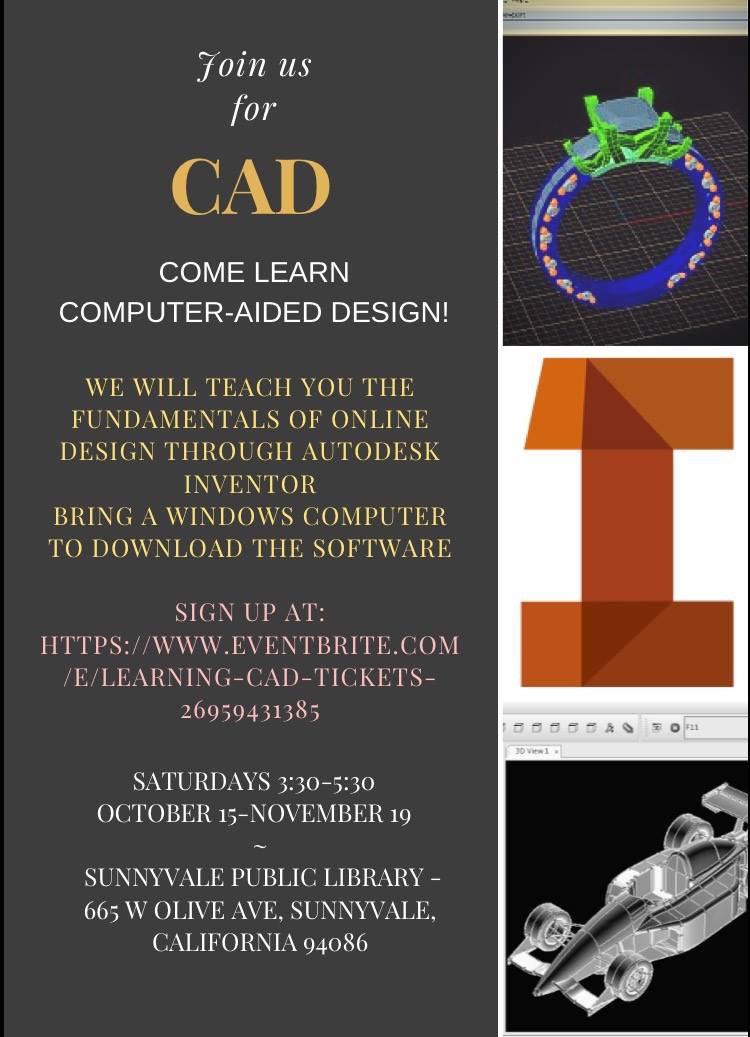 Join us
for
CAD
COME LEARN
COMPUTER-AIDED DESIGN!
WE WILL TEACH YOU THE
FUNDAMENTALS OF ONLINE
DESIGN THROUGH AUTODESK
INVENTOR
BRING A WINDOWS COMPUTER
TO DOWNLOAD THE SOFTWARE
SIGN UP AT:
HTTPS://WWW.EVENTBRITE.COM
/E/LEARNING-CAD-TICKETS-
26959431385
SATURDAYS 3:30-5:30
OCTOBER 15-NOVEMBER 19
~
SUNNYVALE PUBLIC LIBRARY -
665 W OLIVE AVE, SUNNYVALE,
CALIFORNIA 94086
F11
3D View 1